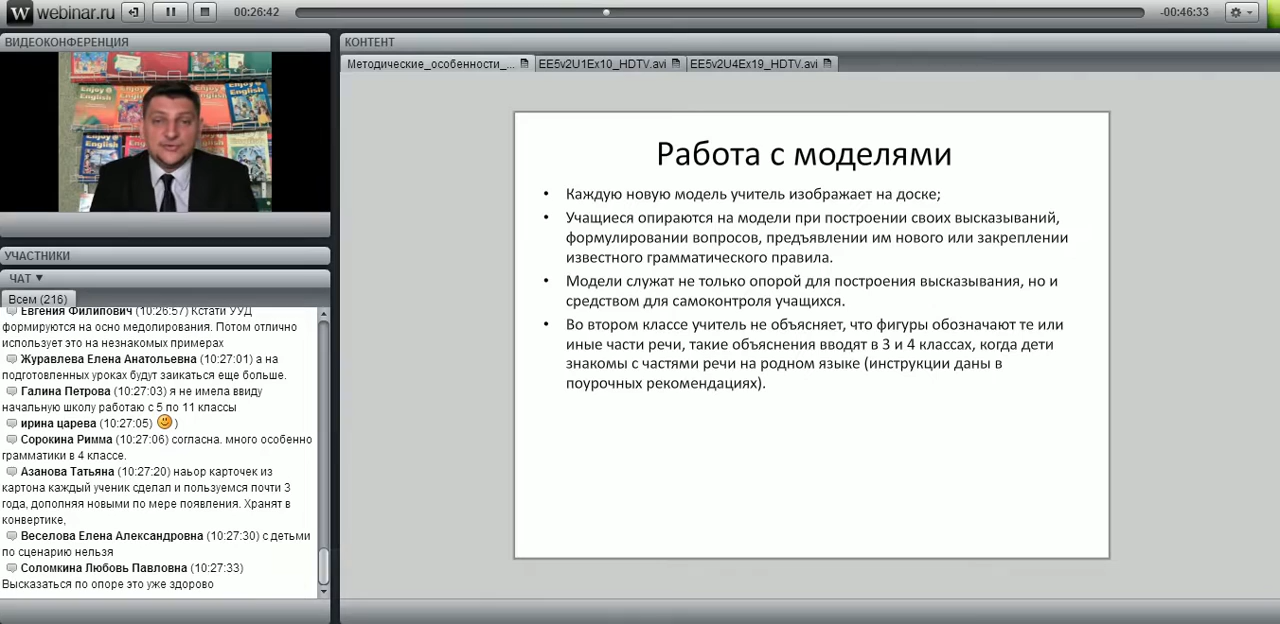 W webinar.ru
00:26:42
-00:46:33
ВИДЕОКОНФЕРЕНЦИЯ
КОНТЕНТ
Методические_особенности_...
EE5v2U1Ex10_HDTV.avi
EE5v2U4Ex19_HDTV.avi
Enjoy
English
Enjoy
English
Работа с моделями
• Каждую новую модель учитель изображает на доске;
• Учащиеся опираются на модели при построении своих высказываний,
формулировании вопросов, предъявлении им нового или закреплении
известного грамматического правила.
• Модели служат не только опорой для построения высказывания, но и
средством для самоконтроля учащихся.
• Во втором классе учитель не объясняет, что фигуры обозначают те или
иные части речи, такие объяснения вводят в 3 и 4 классах, когда дети
знакомы с частями речи на родном языке (инструкции даны в
поурочных рекомендациях).
УЧАСТНИКИ
ЧАТ ▼
Всем (216)
Евгения Филипович (10:26:57) Кстати УУД
формируются на осно медолирования. Потом отлично
использует это на незнакомых примерах
Журавлева Елена Анатольевна (10:27:01) а на
подготовленных уроках будут заикаться еще больше.
Галина Петрова (10:27:03) я не имела ввиду
начальную школу работаю с 5 по 11 классы
ирина царева (10:27:05) )
Сорокина Римма (10:27:06) согласна. много особенно
грамматики в 4 классе.
Азанова Татьяна (10:27:20) наьор карточек из
картона каждый ученик сделал и пользуемся почти 3
года, дополняя новыми по мере появления. Хранят в
конвертике,
Веселова Елена Александровна (10:27:30) с детьми
по сценарию нельзя
Соломкина Любовь Павловна (10:27:33)
Высказаться по опоре это уже здорово